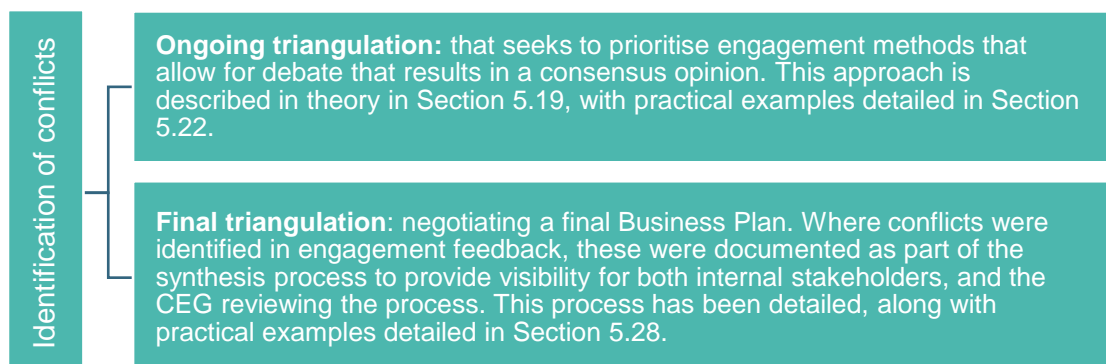 Identification of conflicts
Ongoing triangulation: that seeks to prioritise engagement methods that
allow for debate that results in a consensus opinion. This approach is
described in theory in Section 5.19, with practical examples detailed in Section
5.22.
Final triangulation: negotiating a final Business Plan. Where conflicts were
identified in engagement feedback, these were documented as part of the
synthesis process to provide visibility for both internal stakeholders, and the
CEG reviewing the process. This process has been detailed, along with
practical examples detailed in Section 5.28.